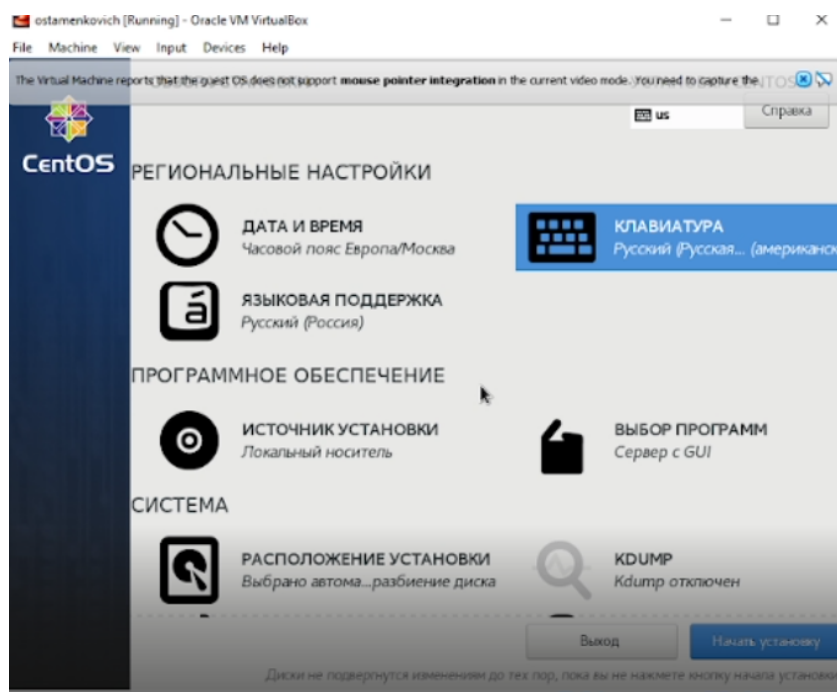 ostamenkovich [Running] - Oracle VM VirtualBox
File Machine View Input Devices Help
The Virtual Machine reports that the guest OS does not support mouse pointer integration in the current video mode. You need to capture the
us
Справка
CentOS
РЕГИОНАЛЬНЫЕ НАСТРОЙКИ
ДАТА И ВРЕМЯ
Часовой пояс Европа/Москва
КЛАВИАТУРА
Русский (Русская... (американск
ЯЗЫКОВАЯ ПОДДЕРЖКА
Русский (Россия)
ПРОГРАММНОЕ ОБЕСПЕЧЕНИЕ
ИСТОЧНИК УСТАНОВКИ
Локальный носитель
ВЫБОР ПРОГРАММ
Сервер с GUI
СИСТЕМА
РАСПОЛОЖЕНИЕ УСТАНОВКИ
Выбрано автома...разбиение диска
KDUMP
Kdump отключен
Выход
Начать установку
Диски не подвергнутся изменениям до тех пор, пока вы не нажмете кнопку начала установки